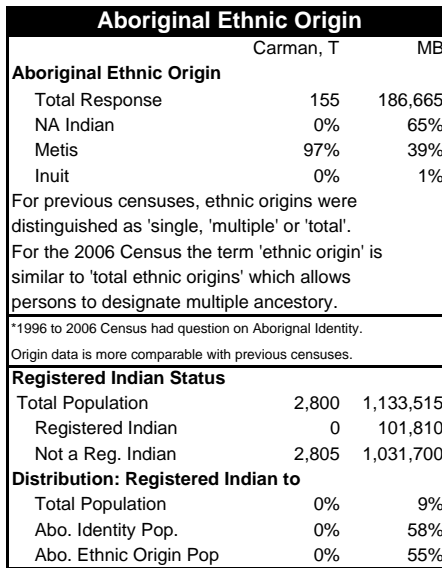 Aboriginal Ethnic Origin
Carman, T MB
Aboriginal Ethnic Origin
Total Response 155 186,665
NA Indian 0% 65%
Metis 97% 39%
Inuit 0% 1%
For previous censuses, ethnic origins were
distinguished as 'single, 'multiple' or 'total'.
For the 2006 Census the term 'ethnic origin' is
similar to 'total ethnic origins' which allows
persons to designate multiple ancestory.
*1996 to 2006 Census had question on Aborignal Identity.
Origin data is more comparable with previous censuses.
Registered Indian Status
Total Population 2,800 1,133,515
Registered Indian 0 101,810
Not a Reg. Indian 2,805 1,031,700
Distribution: Registered Indian to
Total Population 0% 9%
Abo. Identity Pop. 0% 58%
Abo. Ethnic Origin Pop 0% 55%